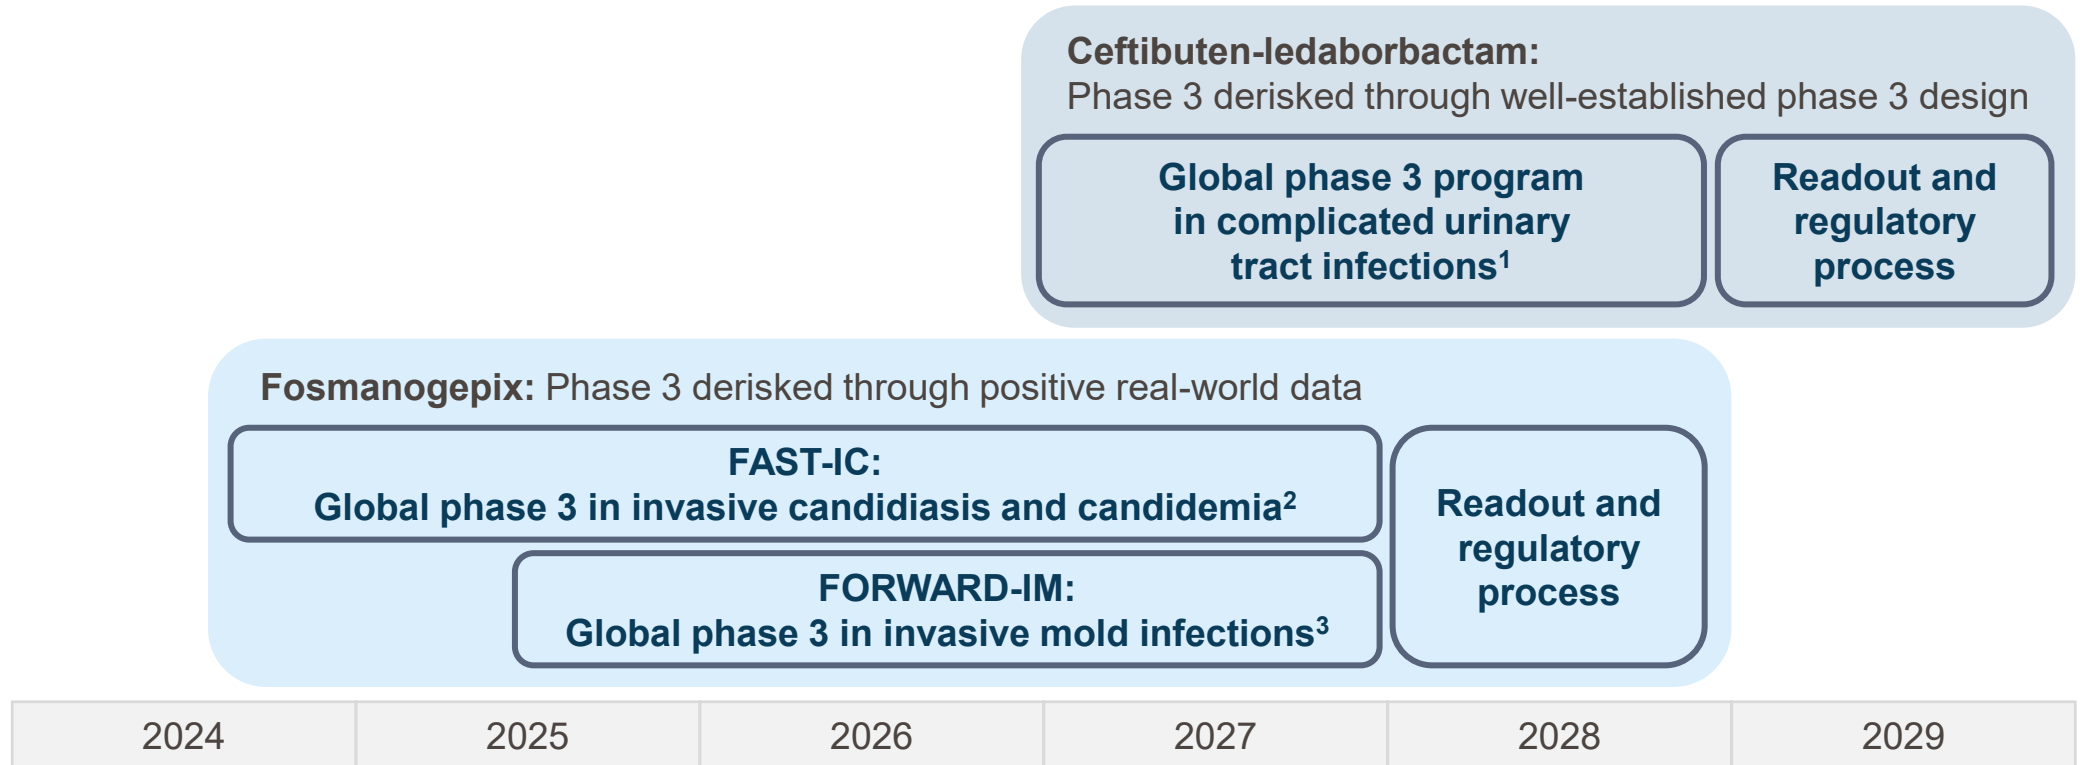 Ceftibuten-ledaborbactam:
Phase 3 derisked through well-established phase 3 design
Global phase 3 program
in complicated urinary
tract infections¹
Readout and
regulatory
process
Fosmanogepix: Phase 3 derisked through positive real-world data
FAST-IC:
Global phase 3 in invasive candidiasis and candidemia²
FORWARD-IM:
Global phase 3 in invasive mold infections³
Readout and
regulatory
process
2024 2025 2026 2027 2028 2029